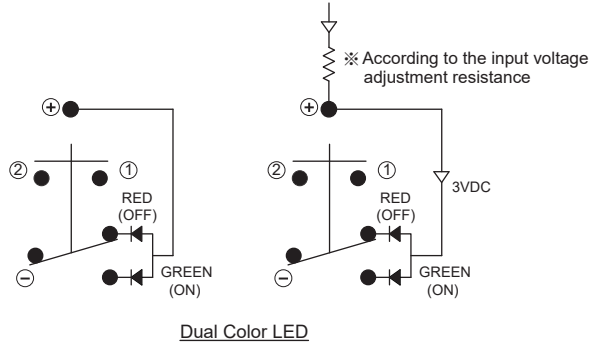 ※ According to the input voltage
adjustment resistance
⊕
⊕
② ①
② ①
3VDC
RED
(OFF)
RED
(OFF)
⊖
GREEN
(ON)
⊖
GREEN
(ON)
Dual Color LED